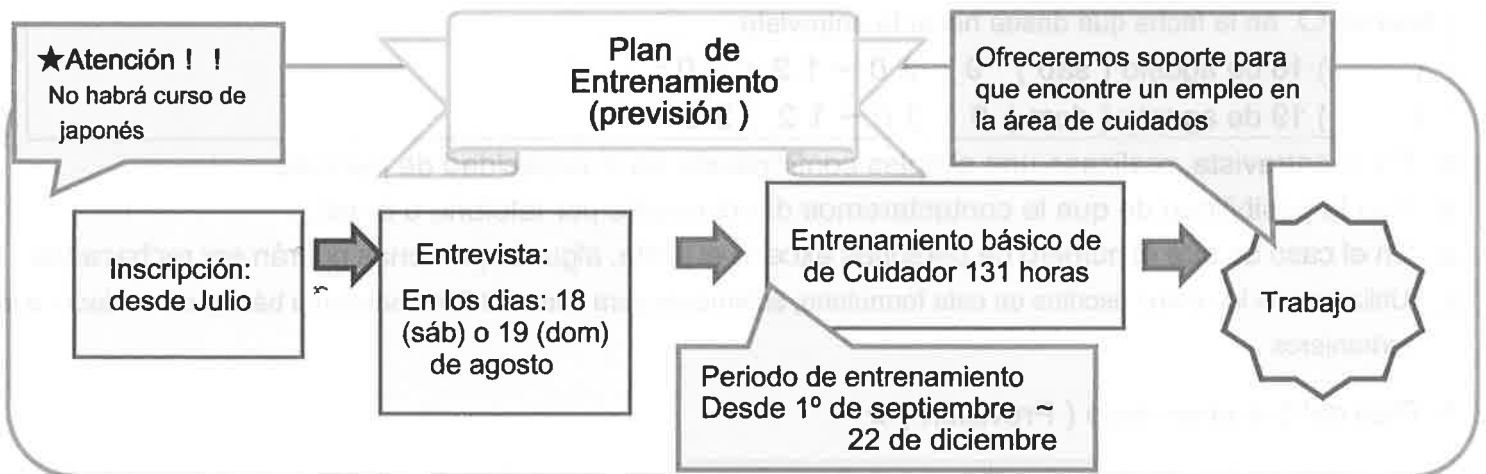 ★Atención！！
No habrá curso de
japonés
Plan de
Entrenamiento
(previsión )
Ofreceremos soporte para
que encontre un empleo en
la área de cuidados
Inscripción:
desde Julio
Entrevista:
En los dias: 18
(sáb) o 19 (dom)
de agosto
Entrenamiento básico de
de Cuidador 131 horas
Trabajo
Periodo de entrenamiento
Desde 1º de septiembre ~
22 de diciembre